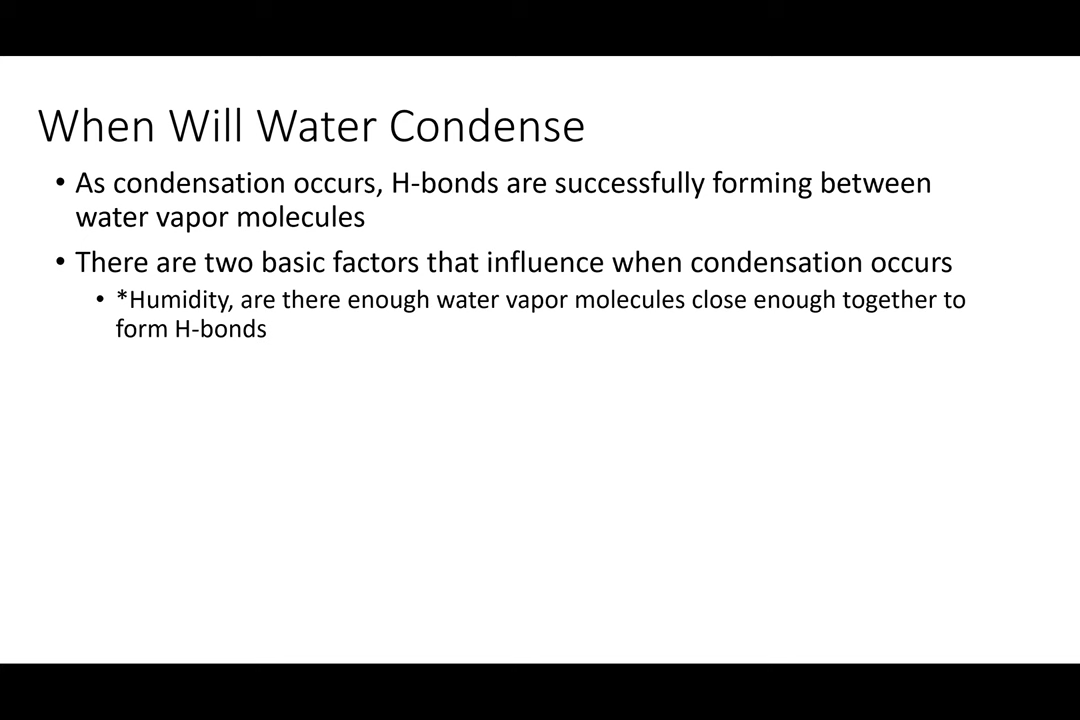 When Will Water Condense
• As condensation occurs, H-bonds are successfully forming between
water vapor molecules
• There are two basic factors that influence when condensation occurs
• *Humidity, are there enough water vapor molecules close enough together to
form H-bonds